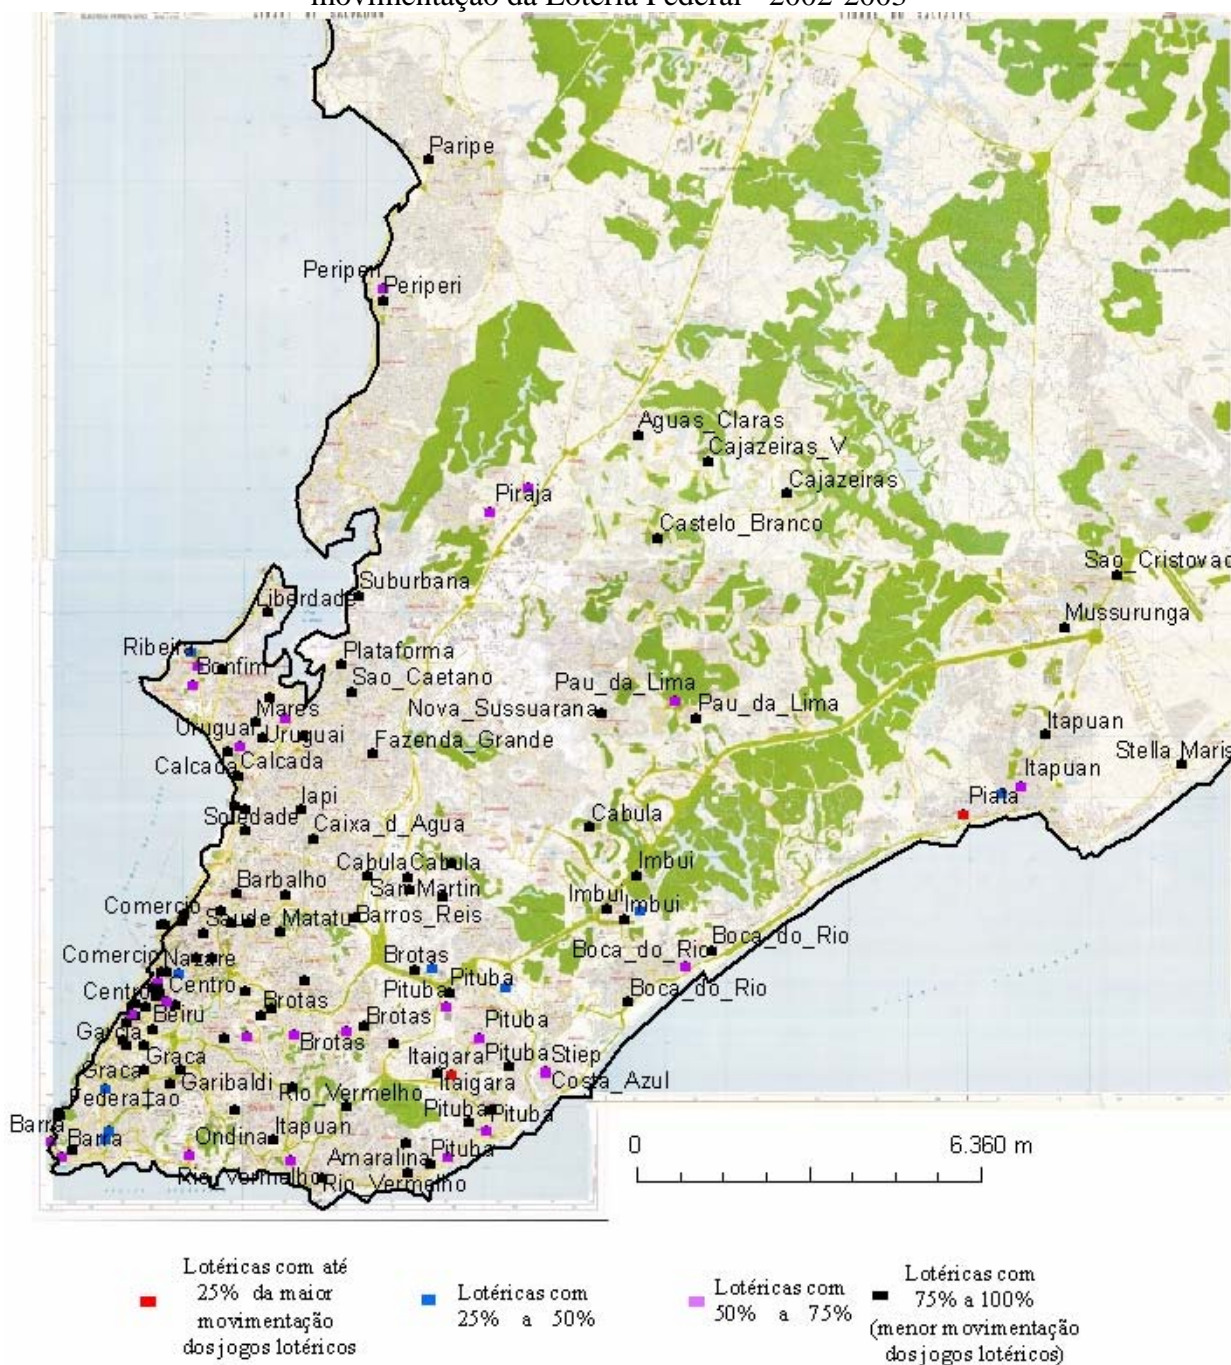 movimentação da Loteria Federal - 2002-2003
Paripe
Periperi
Periperi
Aguas_Claras
Cajazeiras_V
Cajazeiras
Piraja
Castelo_Branco
Sao_Cristovao
Suburbana
Liberdade
Mussurunga
Ribeira
Bonfim
Plataforma
Sao_Caetano
Pau_da_Lima
Mares
Nova_Sussuarana
Pau_da_Lima
Uruguai
Uruguai
Itapuan
Fazenda_Grande
Calcada
Calcada
Stella_Maris
Itapuan
Iapi
Piata
Soledade
Caixa_d_Agua
Cabula
Cabula
Cabula
Imbui
Barbalho
San_Martin
Comercio
Saude
Matatu
Barros_Reis
Imbui
Imbui
Comercio
Nazare
Brotas
Boca_do_Rio
Boca_do_Rio
Centro
Centro
Pituba
Pituba
Beiru
Brotas
Boca_do_Rio
Garcia
Brotas
Brotas
Pituba
Graca
Itaigara
Pituba
Stiep
Graca
Garibaldi
Rio_Vermelho
Itaigara
Costa_Azul
Federacao
Pituba
Pituba
Barra
Barra
Ondina
Itapuan
Amaralina
Pituba
Rio_Vermelho
Rio_Vermelho
0 6.360 m
Lotéricas com até
25% da maior
movimentação
dos jogos lotéricos
Lotéricas com
25% a 50%
Lotéricas com
50% a 75%
Lotéricas com
75% a 100%
(menor movimentação
dos jogos lotéricos)